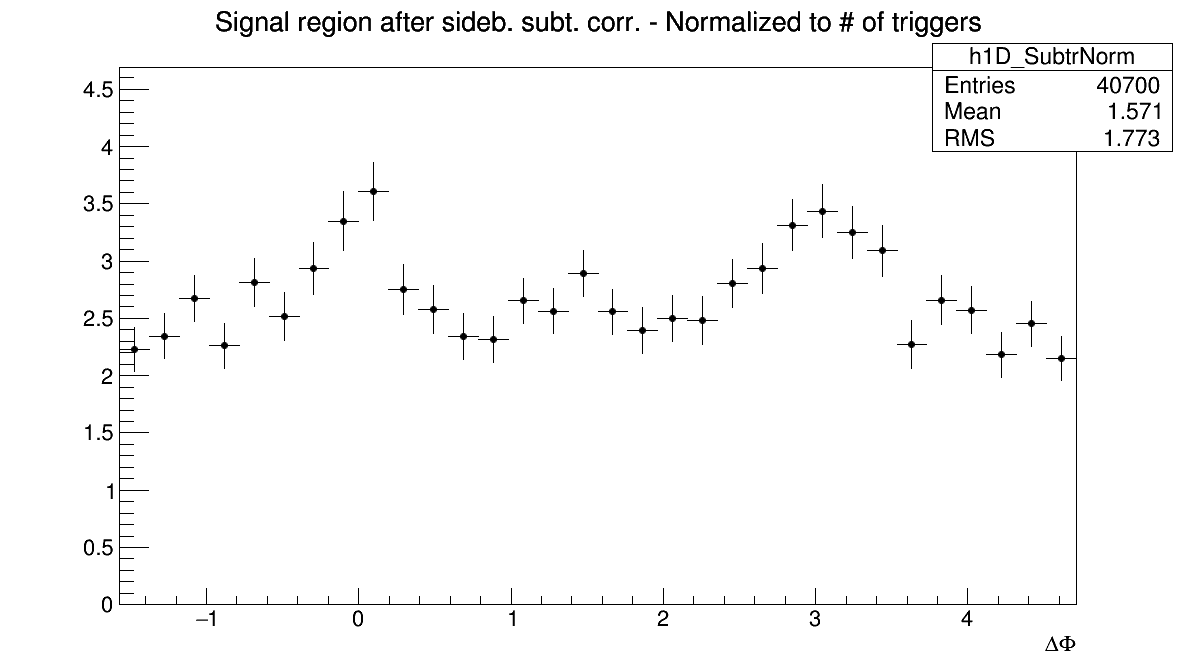 Signal region after sideb. subt. corr. - Normalized to # of triggers
h1D_SubtrNorm
Entries 40700
Mean 1.571
RMS 1.773
4.5
4
3.5
3
2.5
2
1.5
1
0.5
0
−1 0 1 2 3 4
ΔΦ